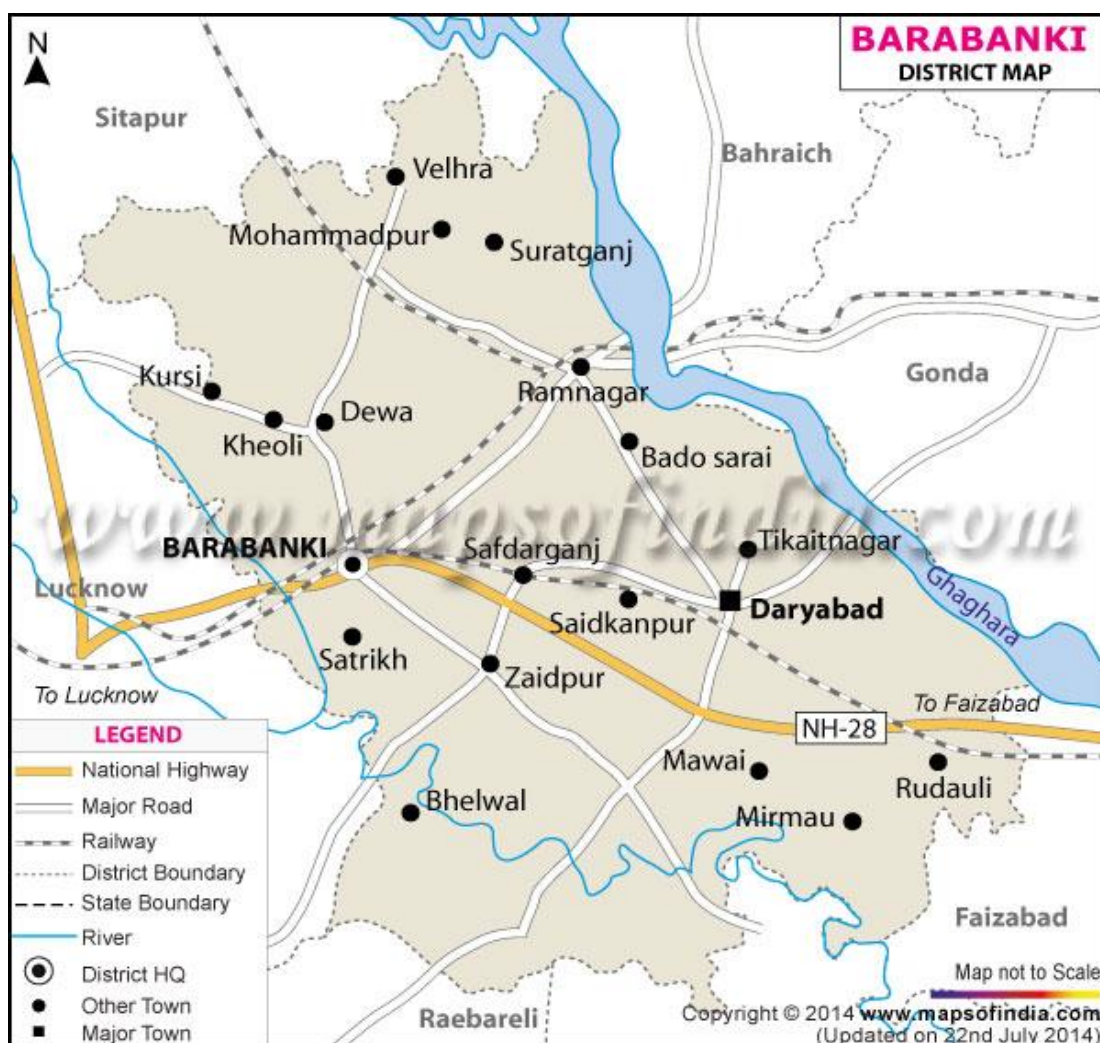 BARABANKI
DISTRICT MAP
N
Sitapur
Bahraich
Velhra
Mohammadpur
Suratganj
Gonda
Kursi
Ramnagar
Dewa
Kheoli
Bado sarai
www.mapsofindia.com
BARABANKI
Safdarganj
Tikaitnagar
Lucknow
Ghaghara
Saidkanpur
Daryabad
Satrikh
Zaidpur
To Lucknow
To Faizabad
NH-28
LEGEND
National Highway
Major Road
Railway
District Boundary
State Boundary
River
District HQ
Other Town
Major Town
Mawai
Rudauli
Bhelwal
Mirmau
Faizabad
Raebareli
Map not to Scale
Copyright © 2014 www.mapsofindia.com
(Updated on 22nd July 2014)